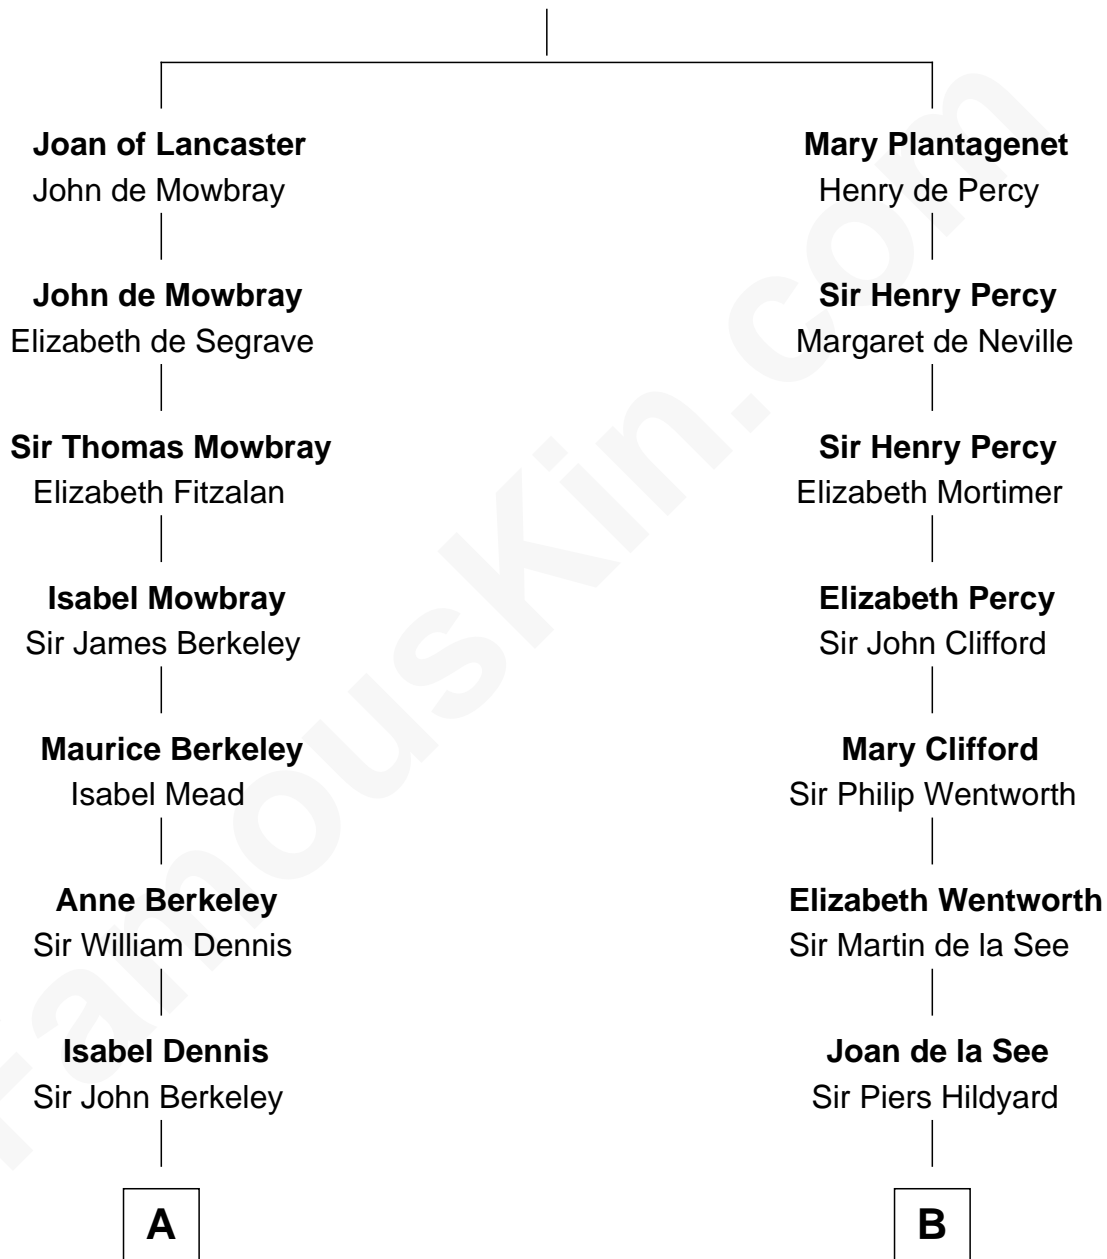 Joan of Lancaster
John de Mowbray
John de Mowbray
Elizabeth de Segrave
Sir Thomas Mowbray
Elizabeth Fitzalan
Isabel Mowbray
Sir James Berkeley
Maurice Berkeley
Isabel Mead
Anne Berkeley
Sir William Dennis
Isabel Dennis
Sir John Berkeley
A
Mary Plantagenet
Henry de Percy
Sir Henry Percy
Margaret de Neville
Sir Henry Percy
Elizabeth Mortimer
Elizabeth Percy
Sir John Clifford
Mary Clifford
Sir Philip Wentworth
Elizabeth Wentworth
Sir Martin de la See
Joan de la See
Sir Piers Hildyard
B
FamousKin.com